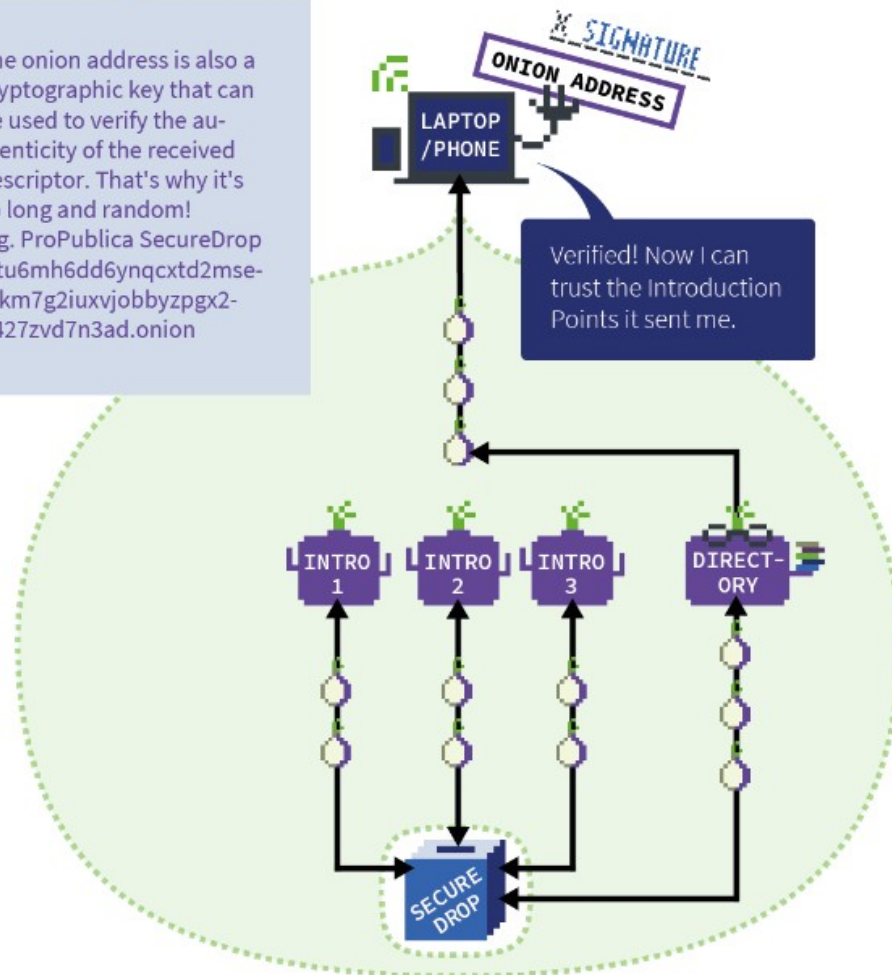 ne onion address is also a
yptographic key that can
e used to verify the au-
enticity of the received
escriptor. That's why it's
long and random!
g. ProPublica SecureDrop
tu6mh6dd6ynqcxtd2mse-
km7g2iuxvjobbyzpgx2-
427zvd7n3ad.onion
X SIGNATURE
ONION ADDRESS
LAPTOP
/PHONE
Verified! Now I can
trust the Introduction
Points it sent me.
INTRO
1
INTRO
2
INTRO
3
DIRECT-
ORY
SECURE
DROP